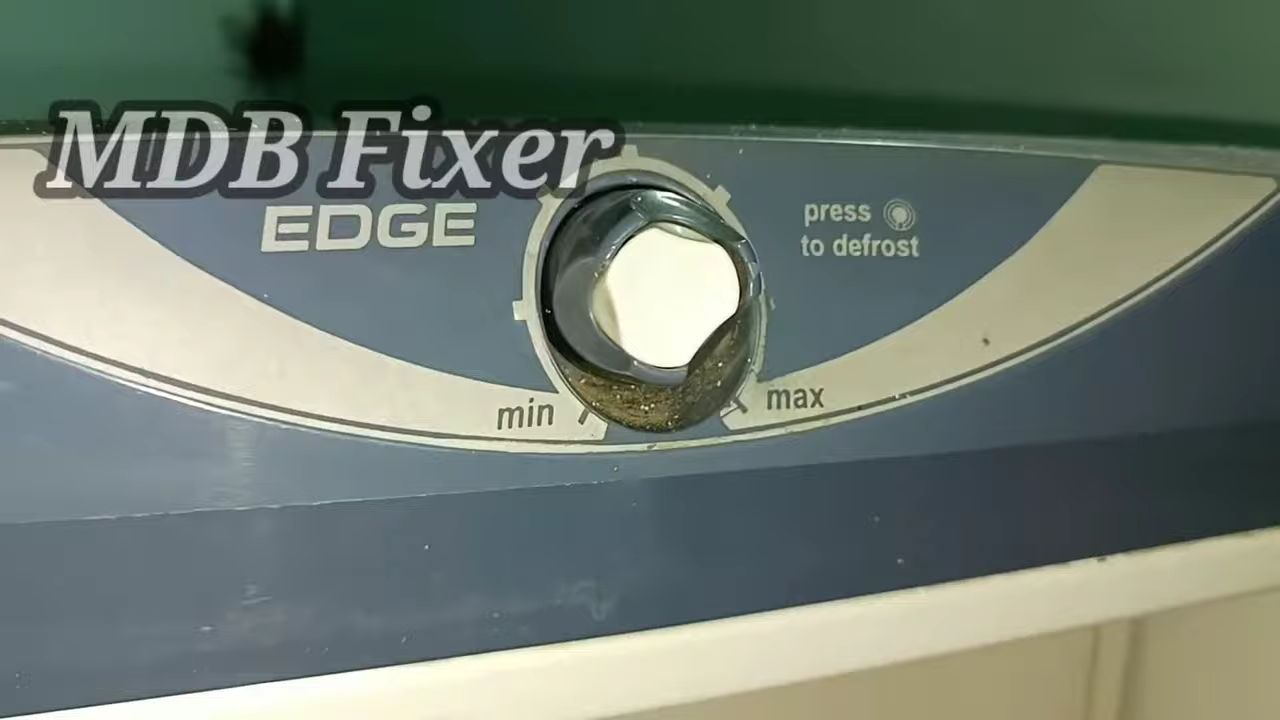 MDB Fixer
EDGE
press
to defrost
min
max